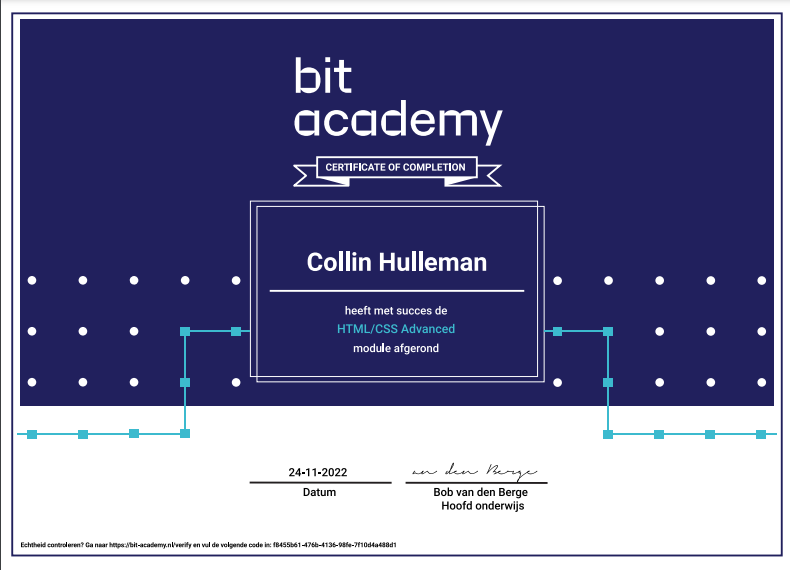 bit
academy
CERTIFICATE OF COMPLETION
Collin Hulleman
heeft met succes de
HTML/CSS Advanced
module afgerond
24-11-2022
Datum
an den Berge
Bob van den Berge
Hoofd onderwijs
Echtheid controleren? Ga naar https://bit-academy.nl/verify en vul de volgende code in: f8455b61-476b-4136-98fe-7f10d4a488d1